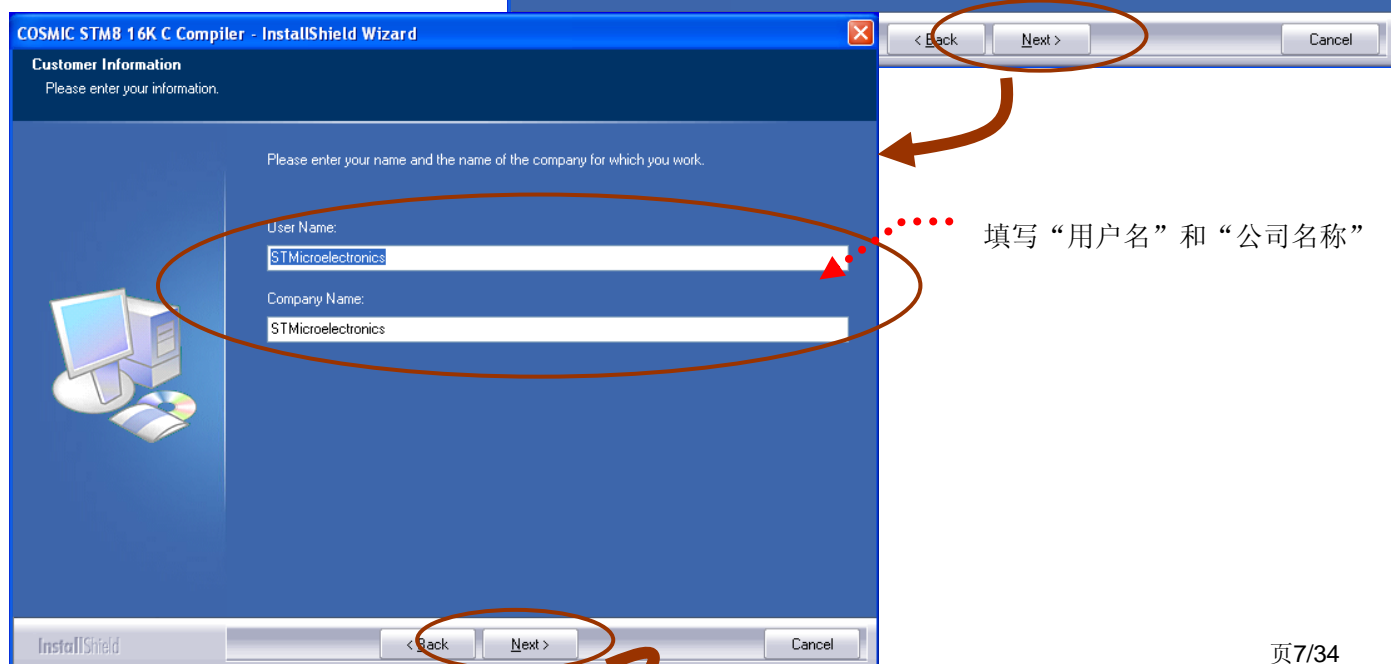 < Back Next > Cancel
COSMIC STM8 16K C Compiler - InstallShield Wizard
Customer Information
Please enter your information.
Please enter your name and the name of the company for which you work.
User Name:
STMicroelectronics
Company Name:
STMicroelectronics
填写“用户名”和“公司名称”
InstallShield
< Back Next > Cancel
页7/34